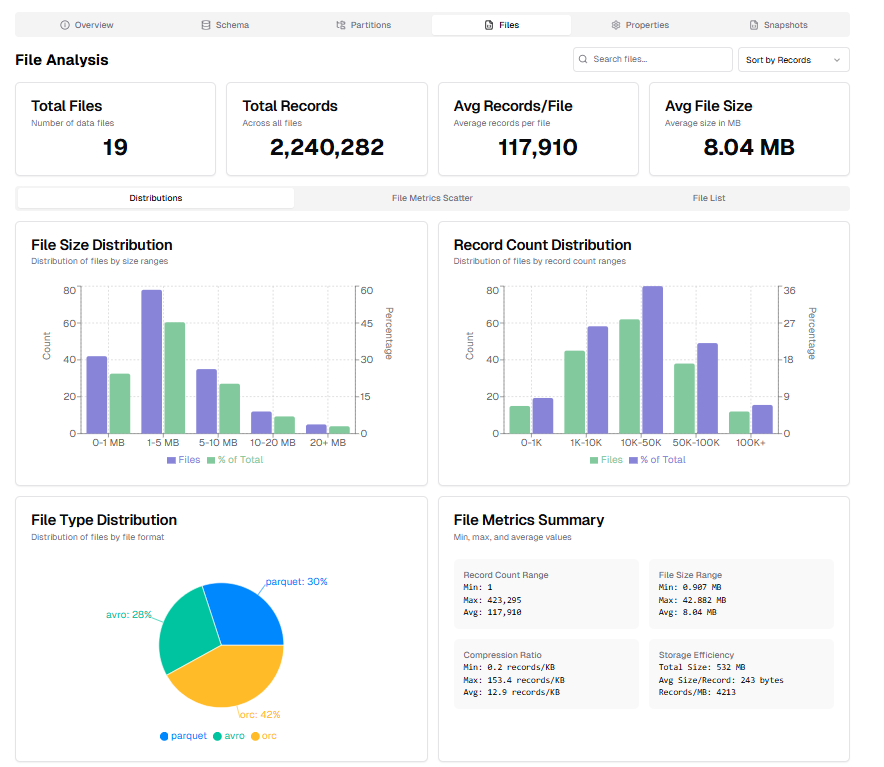 Overview
Schema
Partitions
Files
Properties
Snapshots
File Analysis
Search files...
Sort by Records
Total Files
Number of data files
19
Total Records
Across all files
2,240,282
Avg Records/File
Average records per file
117,910
Avg File Size
Average size in MB
8.04 MB
Distributions
File Metrics Scatter
File List
File Size Distribution
Distribution of files by size ranges
80
60
40
20
0
Count
60
45
30
15
0
Percentage
0-1 MB
1-5 MB
5-10 MB
10-20 MB
20+ MB
Files
% of Total
Record Count Distribution
Distribution of files by record count ranges
80
60
40
20
0
Count
36
27
18
9
0
Percentage
0-1K
1K-10K
10K-50K
50K-100K
100K+
Files
% of Total
File Type Distribution
Distribution of files by file format
parquet: 30%
avro: 28%
orc: 42%
parquet
avro
orc
File Metrics Summary
Min, max, and average values
Record Count Range
Min: 1
Max: 423,295
Avg: 117,910
File Size Range
Min: 0.907 MB
Max: 42.882 MB
Avg: 8.04 MB
Compression Ratio
Min: 0.2 records/KB
Max: 153.4 records/KB
Avg: 12.9 records/KB
Storage Efficiency
Total Size: 532 MB
Avg Size/Record: 243 bytes
Records/MB: 4213